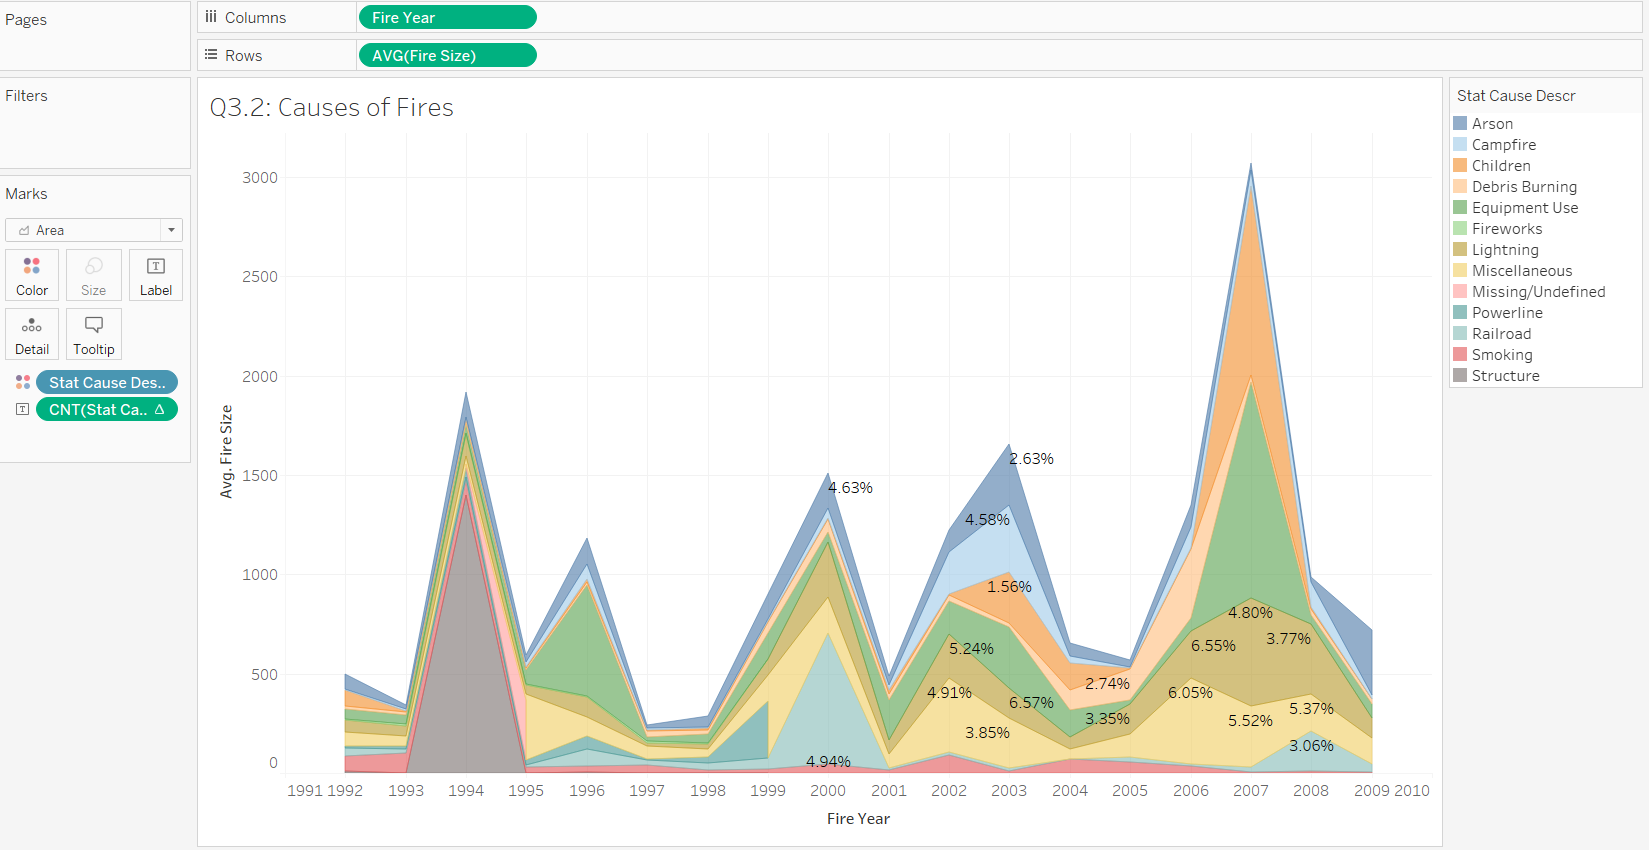 Pages
Columns
Fire Year
Rows
AVG(Fire Size)
Filters
Marks
Area
Color
Size
Label
Detail
Tooltip
Stat Cause Des..
CNT(Stat Ca.. Δ
Q3.2: Causes of Fires
3000
2500
2000
1500
1000
500
0
Avg. Fire Size
2.63%
4.63%
4.58%
1.56%
4.80%
3.77%
5.24%
6.55%
2.74%
4.91%
6.05%
6.57%
5.37%
3.35%
5.52%
3.85%
3.06%
4.94%
1991 1992 1993 1994 1995 1996 1997 1998 1999 2000 2001 2002 2003 2004 2005 2006 2007 2008 2009 2010
Fire Year
Stat Cause Descr
Arson
Campfire
Children
Debris Burning
Equipment Use
Fireworks
Lightning
Miscellaneous
Missing/Undefined
Powerline
Railroad
Smoking
Structure